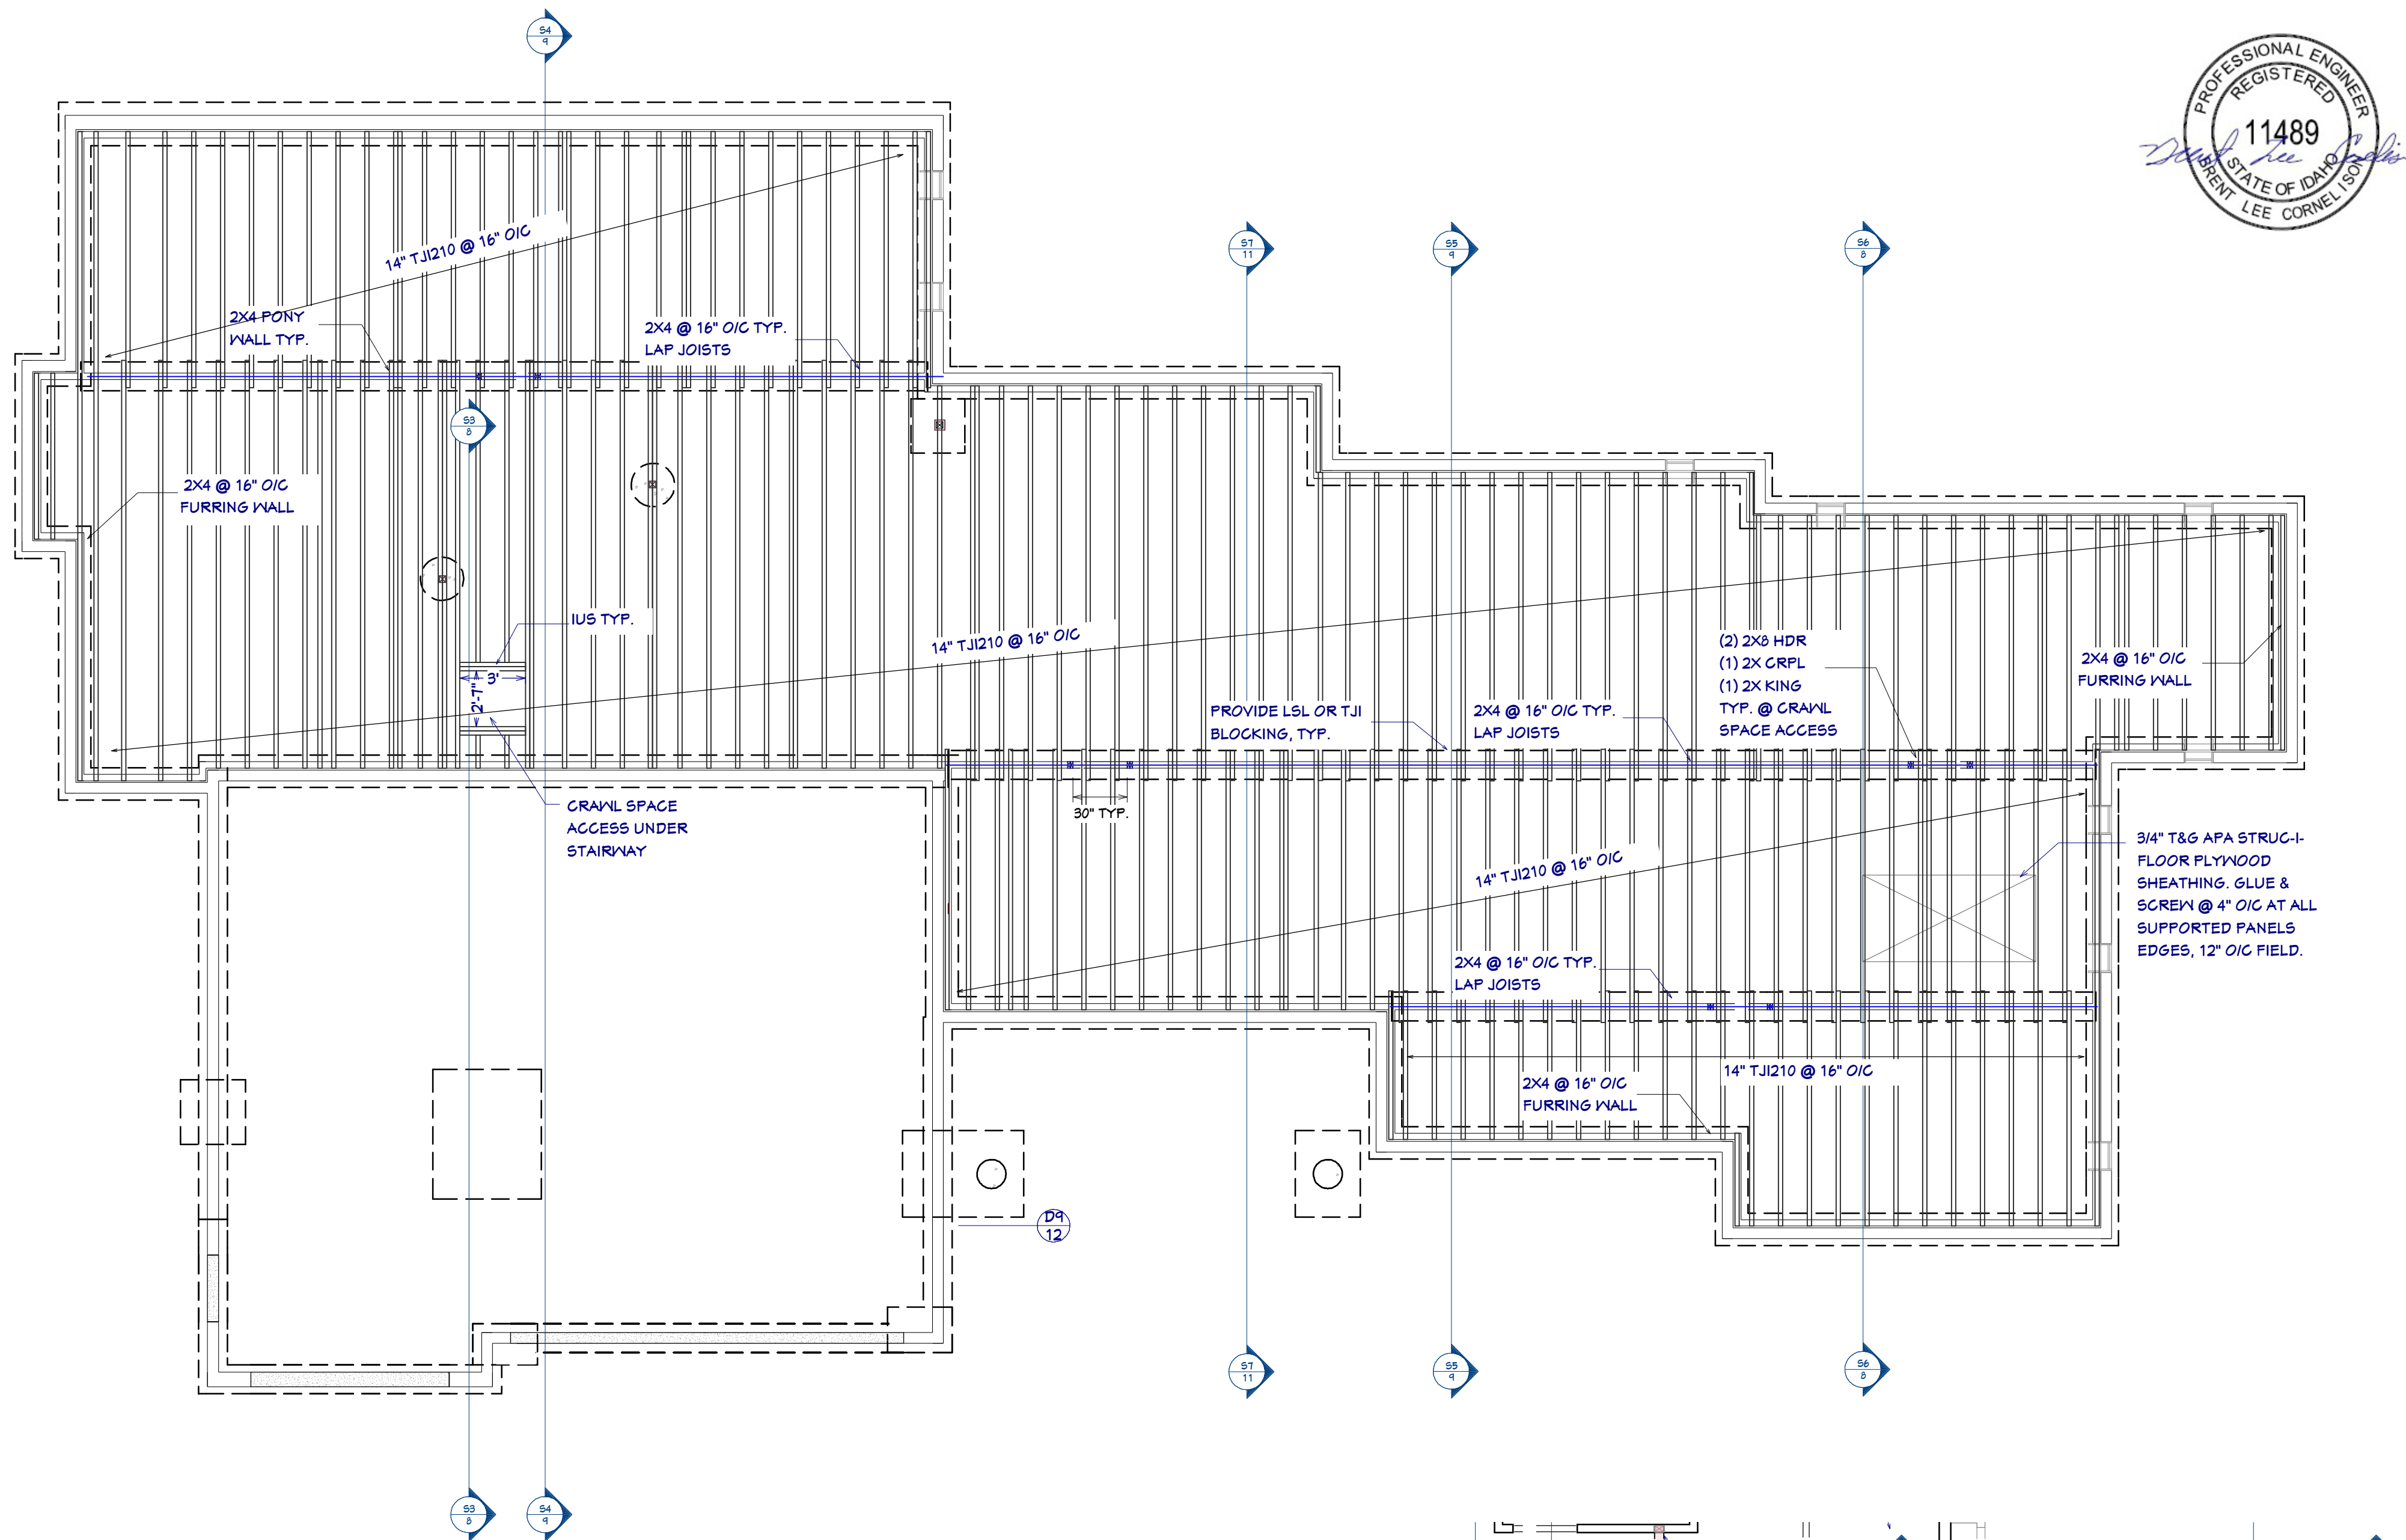 S4
9
PROFESSIONAL ENGINEER
REGISTERED
11489
STATE OF IDAHO
BRENT LEE CORNELISON
14" TJI210 @ 16" O/C
S7
11
S5
9
S6
8
2X4 PONY
WALL TYP.
2X4 @ 16" O/C TYP.
LAP JOISTS
S3
8
2X4 @ 16" O/C
FURRING WALL
IUS TYP.
3'
2'-7"
14" TJI210 @ 16" O/C
(2) 2X8 HDR
(1) 2X CRPL
(1) 2X KING
TYP. @ CRAWL
SPACE ACCESS
2X4 @ 16" O/C
FURRING WALL
PROVIDE LSL OR TJI
BLOCKING, TYP.
2X4 @ 16" O/C TYP.
LAP JOISTS
30" TYP.
CRAWL SPACE
ACCESS UNDER
STAIRWAY
14" TJI210 @ 16" O/C
3/4" T&G APA STRUC-I-
FLOOR PLYWOOD
SHEATHING. GLUE &
SCREW @ 4" O/C AT ALL
SUPPORTED PANELS
EDGES, 12" O/C FIELD.
2X4 @ 16" O/C TYP.
LAP JOISTS
14" TJI210 @ 16" O/C
2X4 @ 16" O/C
FURRING WALL
D9
12
S7
11
S5
9
S6
8
S3
8
S4
9